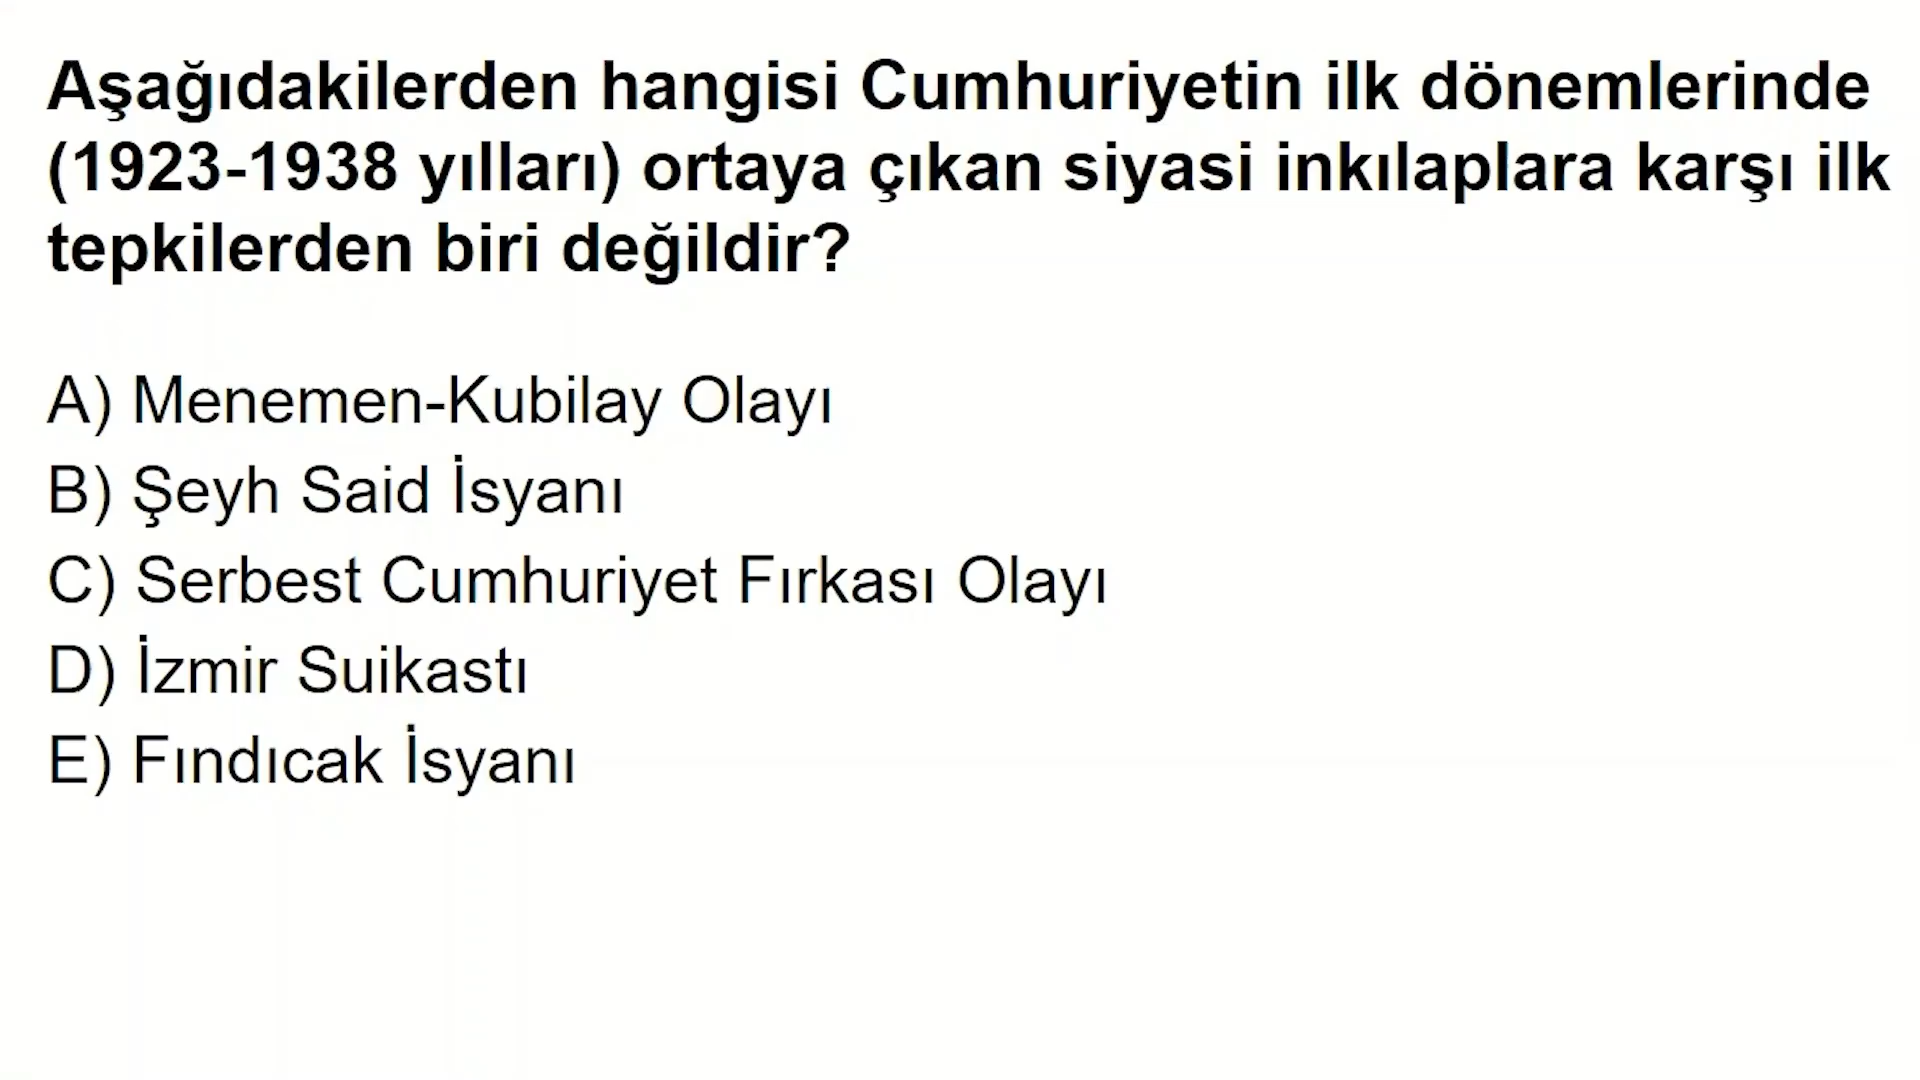 Aşağıdakilerden hangisi Cumhuriyetin ilk dönemlerinde
(1923-1938 yılları) ortaya çıkan siyasi inkılaplara karşı ilk
tepkilerden biri değildir?
A) Menemen-Kubilay Olayı
B) Şeyh Said İsyanı
C) Serbest Cumhuriyet Fırkası Olayı
D) İzmir Suikastı
E) Fındıcak İsyanı